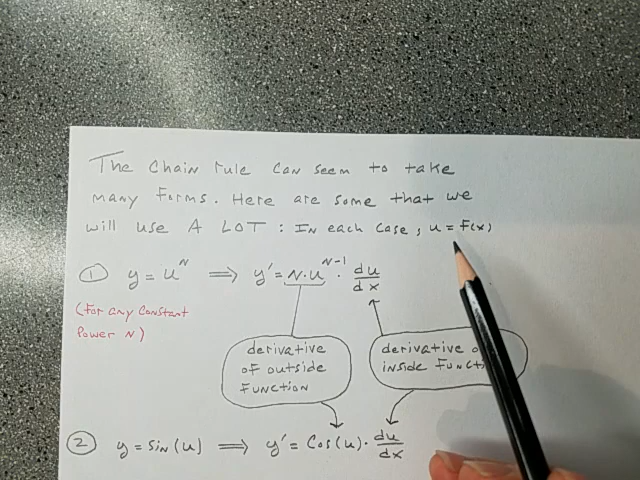 The chain rule can seem to take
many forms. Here are some that we
will use A LOT : In each case, u = f(x)
① y = u^N ⟹ y' = N·u^(N-1) · du/dx
(for any constant
Power N)
derivative
of outside
function
derivative of
inside function
② y = sin(u) ⟹ y' = cos(u) · du/dx